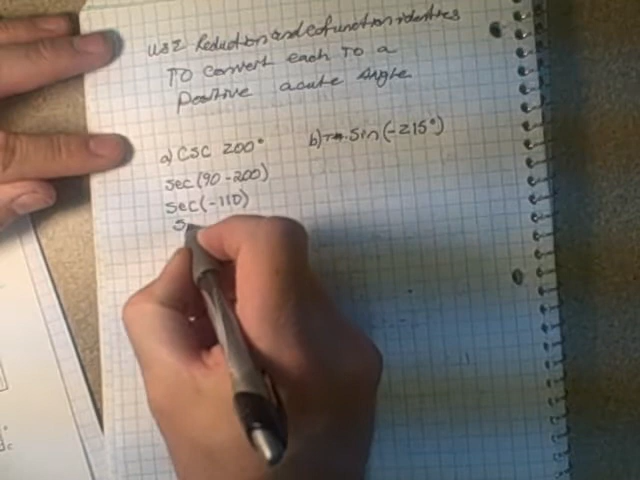 use Reduction and cofunction identities
To convert each to a
Positive acute Angle
a) csc 200° b) sin(-215°)
sec(90-200)
sec(-110)
s